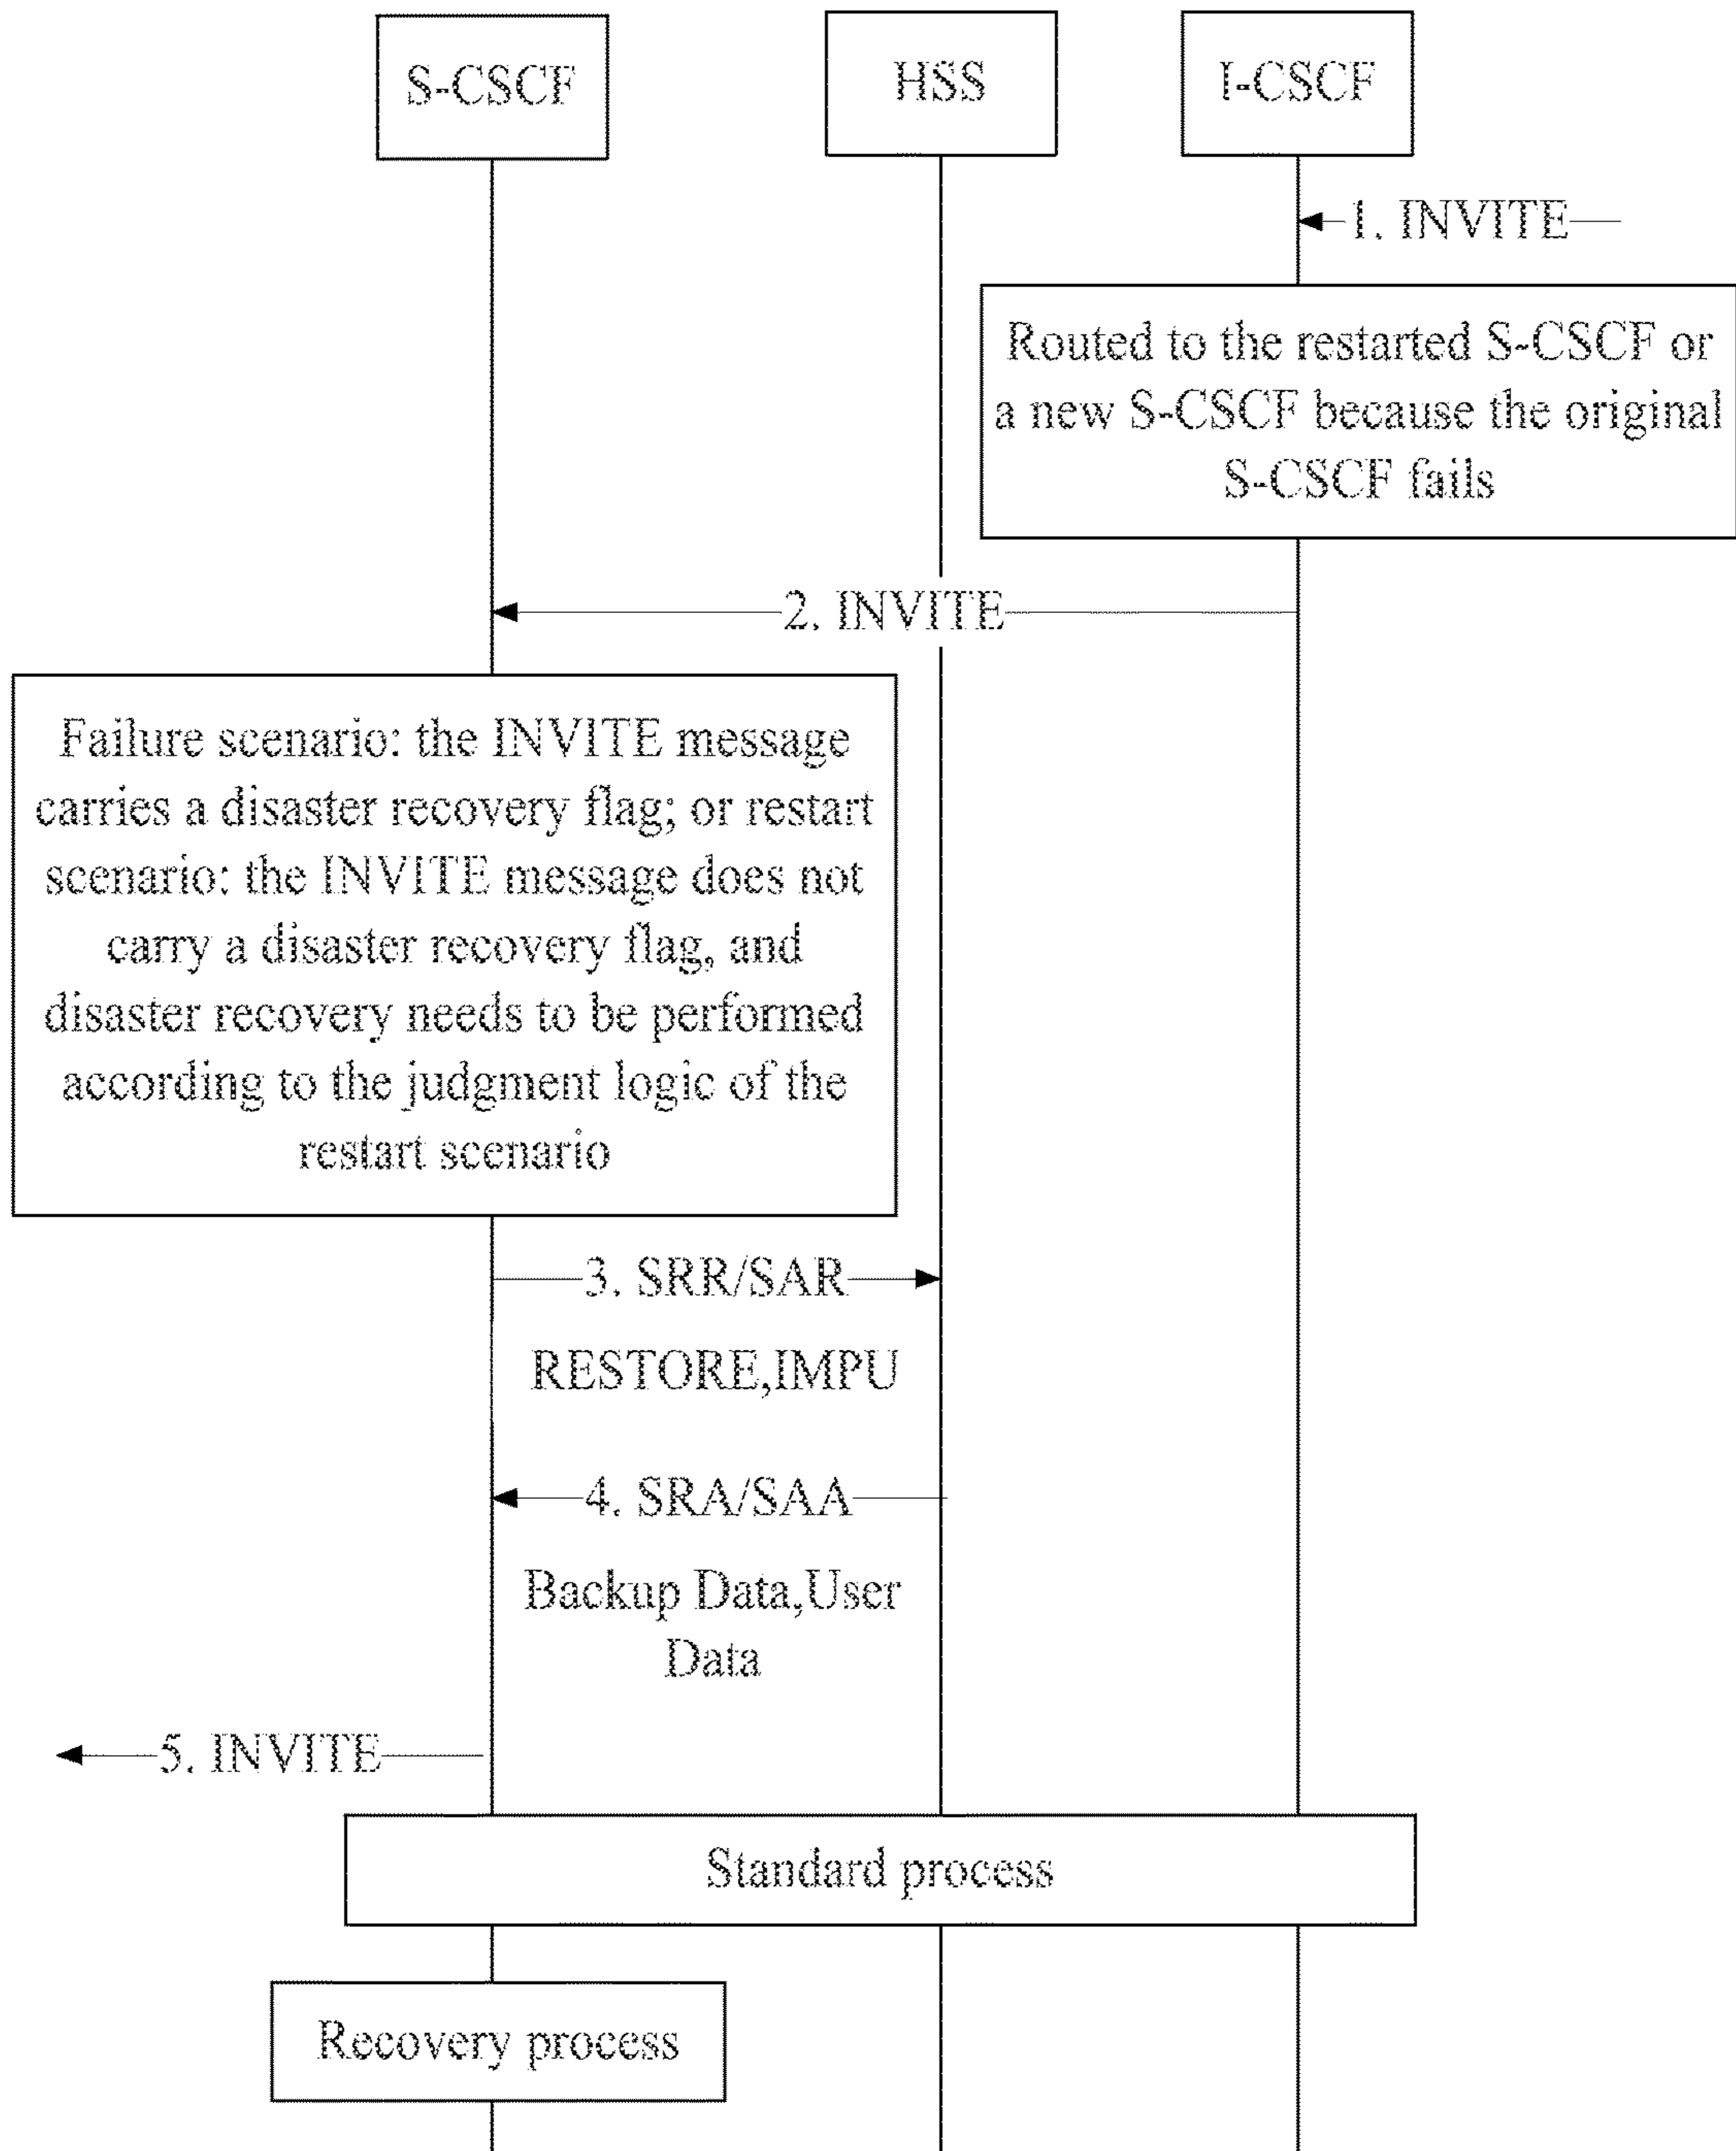 S-CSCF
HSS
I-CSCF
1. INVITE
Routed to the restarted S-CSCF or
a new S-CSCF because the original
S-CSCF fails
2. INVITE
Failure scenario: the INVITE message
carries a disaster recovery flag; or restart
scenario: the INVITE message does not
carry a disaster recovery flag, and
disaster recovery needs to be performed
according to the judgment logic of the
restart scenario
3. SRR/SAR
RESTORE,IMPU
4. SRA/SAA
Backup Data,User
Data
5. INVITE
Standard process
Recovery process